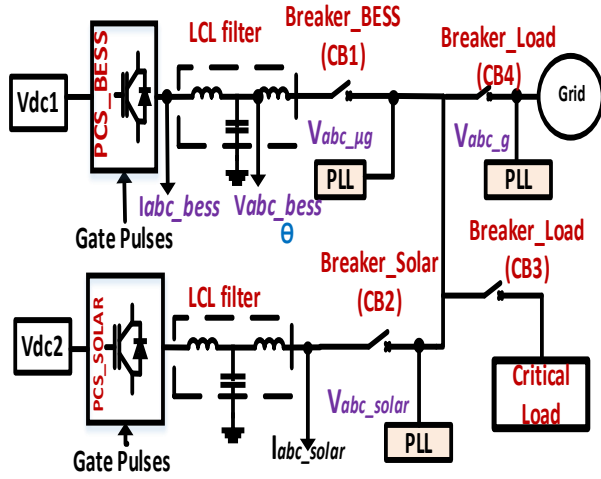 Breaker_BESS
(CB1)
LCL filter
Breaker_Load
(CB4)
Grid
Vdc1
PCS_BESS
Vabc_µg
Vabc_g
PLL
PLL
Iabc_bess
Vabc_bess
θ
Gate Pulses
Breaker_Load
(CB3)
Breaker_Solar
(CB2)
LCL filter
Vdc2
PCS_SOLAR
Critical
Load
Vabc_solar
PLL
Iabc_solar
Gate Pulses